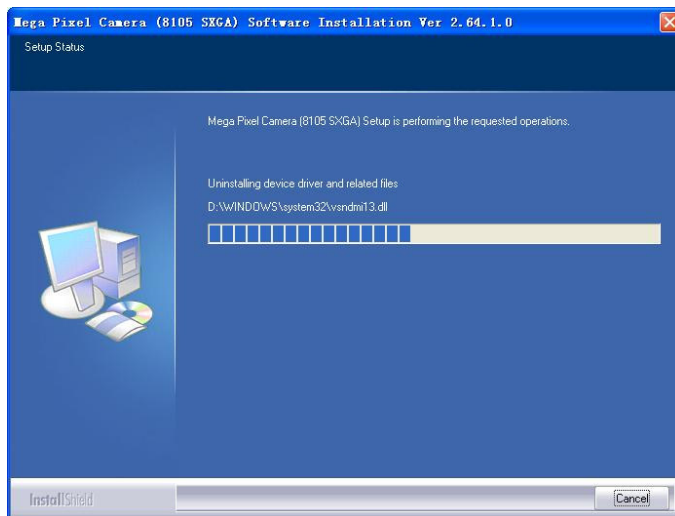 Mega Pixel Camera (8105 SXGA) Software Installation Ver 2.64.1.0
Setup Status
Mega Pixel Camera (8105 SXGA) Setup is performing the requested operations.
Uninstalling device driver and related files
D:\WINDOWS\system32\vsndmi13.dll
InstallShield
Cancel